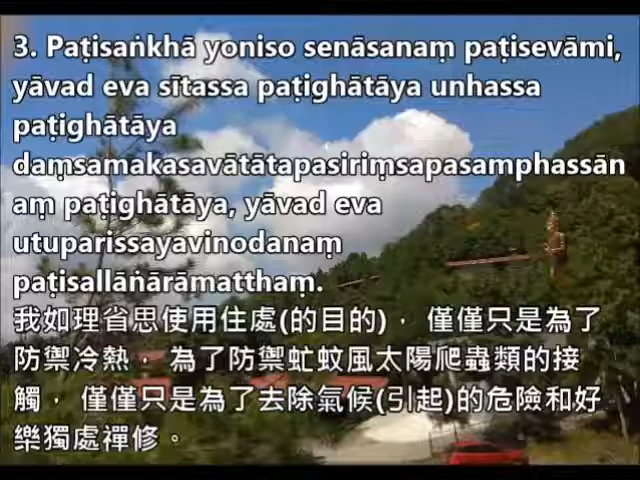 3. Paṭisaṅkhā yoniso senāsanaṃ paṭisevāmi,
yāvad eva sītassa paṭighātāya unhassa
paṭighātāya
daṃsamakasavātātapasiriṃsapasamphassān
aṃ paṭighātāya, yāvad eva
utuparissayavinodanaṃ
paṭisallāṅārāmatthaṃ.
我如理省思使用住處(的目的)， 僅僅只是為了
防禦冷熱， 為了防禦虻蚊風太陽爬蟲類的接
觸， 僅僅只是為了去除氣候(引起)的危險和好
樂獨處禪修。